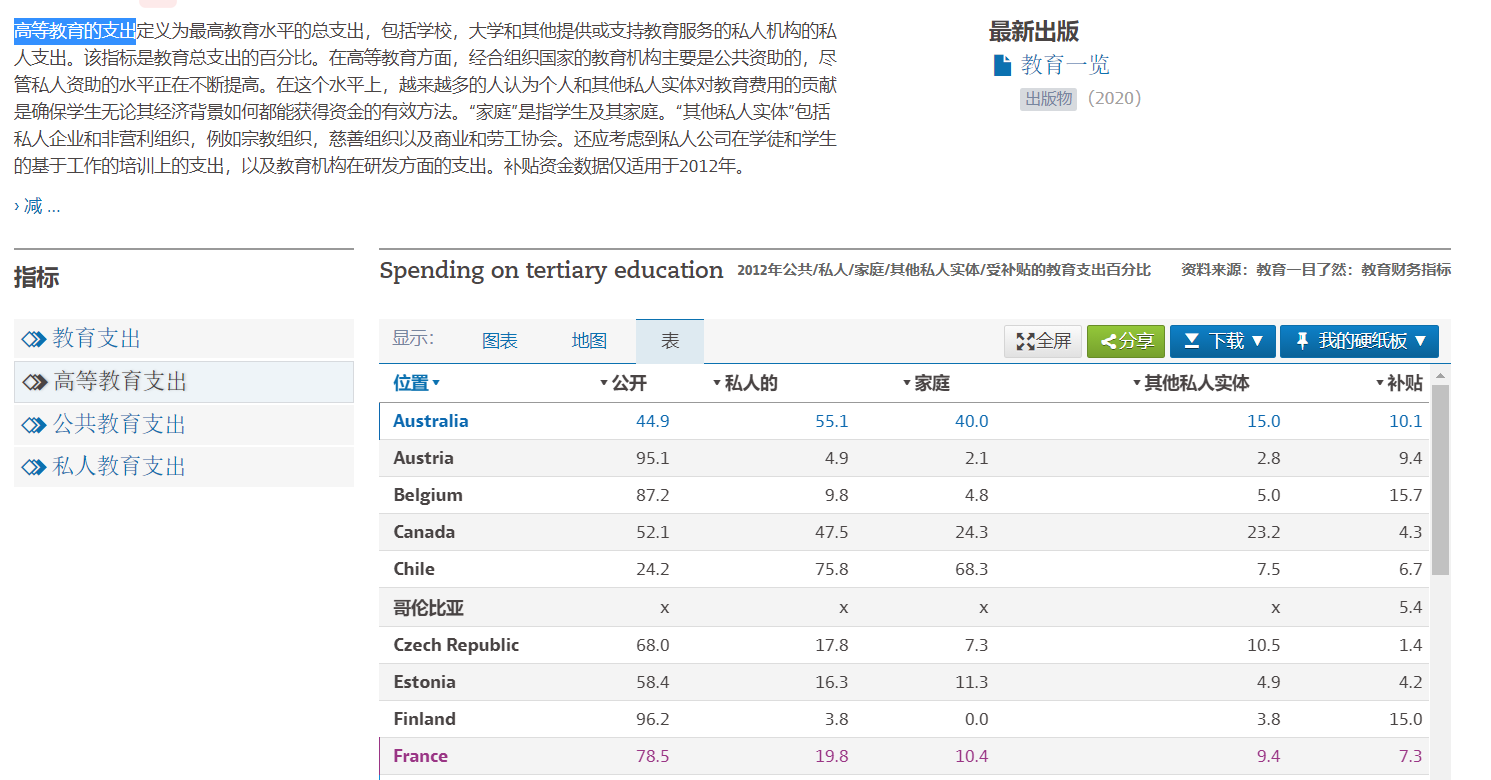 高等教育的支出定义为最高教育水平的总支出，包括学校，大学和其他提供或支持教育服务的私人机构的私
人支出。该指标是教育总支出的百分比。在高等教育方面，经合组织国家的教育机构主要是公共资助的，尽
管私人资助的水平正在不断提高。在这个水平上，越来越多的人认为个人和其他私人实体对教育费用的贡献
是确保学生无论其经济背景如何都能获得资金的有效方法。“家庭”是指学生及其家庭。“其他私人实体”包括
私人企业和非营利组织，例如宗教组织，慈善组织以及商业和劳工协会。还应考虑到私人公司在学徒和学生
的基于工作的培训上的支出，以及教育机构在研发方面的支出。补贴资金数据仅适用于2012年。
› 减 ...
最新出版
教育一览
出版物 （2020）
指标
教育支出
高等教育支出
公共教育支出
私人教育支出
Spending on tertiary education 2012年公共/私人/家庭/其他私人实体/受补贴的教育支出百分比 资料来源：教育一目了然：教育财务指标
显示： 图表 地图 表 全屏 分享 下载 ▼ 我的硬纸板 ▼
位置 ▾ ▾ 公开 ▾ 私人的 ▾ 家庭 ▾ 其他私人实体 ▾ 补贴
Australia 44.9 55.1 40.0 15.0 10.1
Austria 95.1 4.9 2.1 2.8 9.4
Belgium 87.2 9.8 4.8 5.0 15.7
Canada 52.1 47.5 24.3 23.2 4.3
Chile 24.2 75.8 68.3 7.5 6.7
哥伦比亚 x x x x 5.4
Czech Republic 68.0 17.8 7.3 10.5 1.4
Estonia 58.4 16.3 11.3 4.9 4.2
Finland 96.2 3.8 0.0 3.8 15.0
France 78.5 19.8 10.4 9.4 7.3